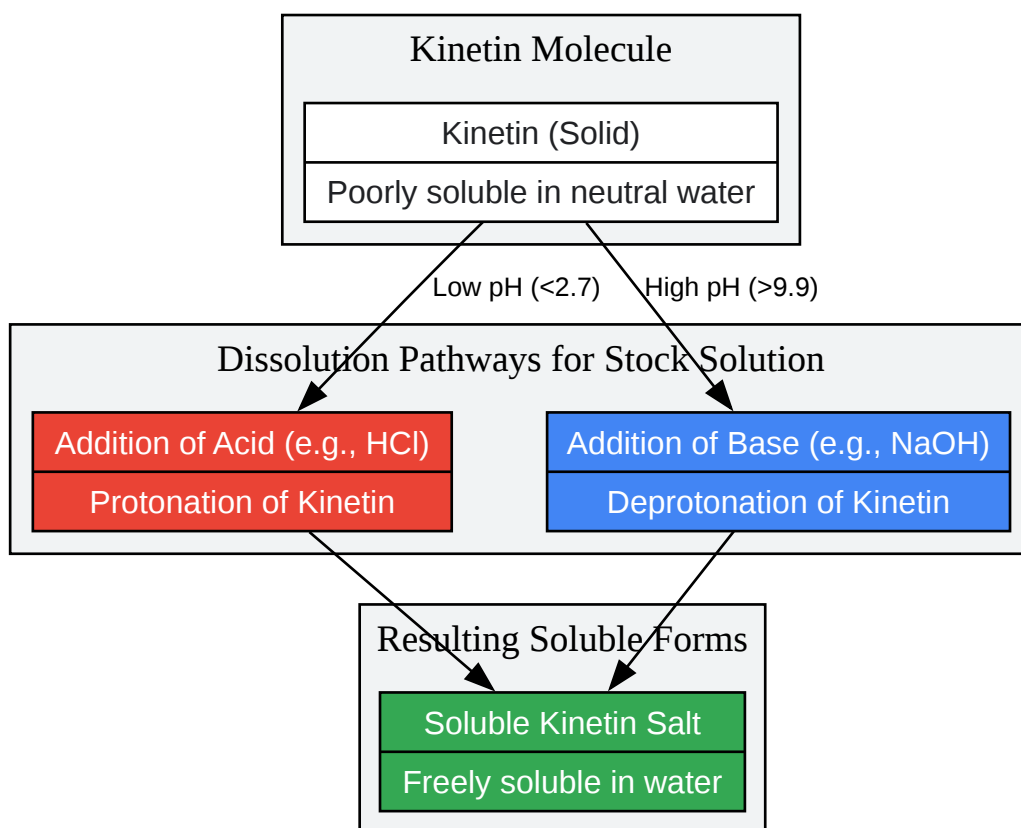 Kinetin Molecule
Kinetin (Solid)
Poorly soluble in neutral water
Low pH (<2.7)
High pH (>9.9)
Dissolution Pathways for Stock Solution
Addition of Acid (e.g., HCl)
Protonation of Kinetin
Addition of Base (e.g., NaOH)
Deprotonation of Kinetin
Resulting Soluble Forms
Soluble Kinetin Salt
Freely soluble in water